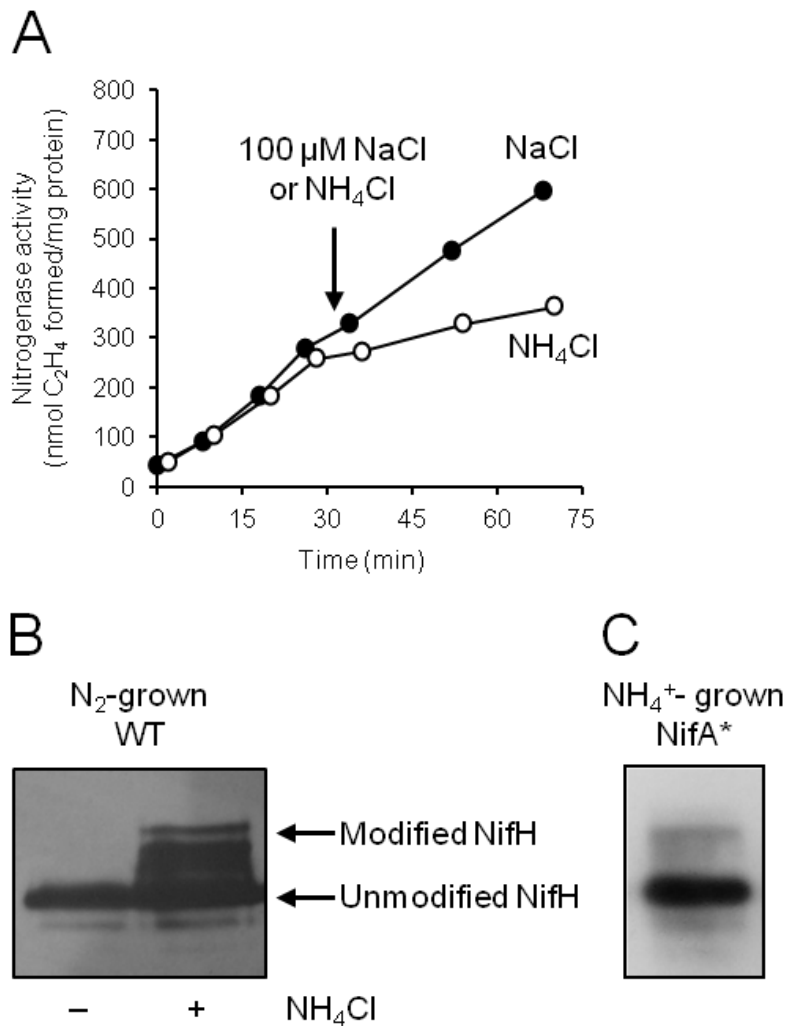 A
800
700
600
500
400
300
200
100
0
Nitrogenase activity
(nmol C₂H₄ formed/mg protein)
100 µM NaCl
or NH₄Cl
NaCl
NH₄Cl
0 15 30 45 60 75
Time (min)
B
N₂-grown
WT
Modified NifH
Unmodified NifH
– + NH₄Cl
C
NH₄⁺- grown
NifA*